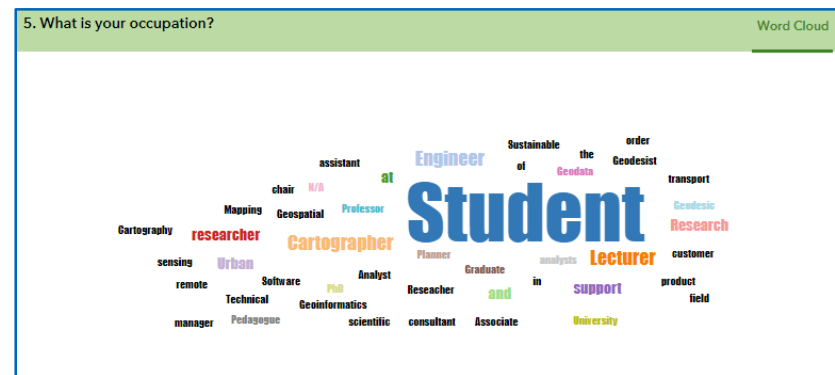 5. What is your occupation?
Word Cloud
Sustainable
order
assistant
Engineer
of
the
Geodesist
at
Geodata
transport
chair
N/A
Student
Mapping
Geospatial
Professor
Geodesic
Cartography
researcher
Cartographer
Research
Planner
analysts
Lecturer
customer
sensing
Urban
Graduate
remote
Software
PhD
Analyst
Reseacher
and
in
support
product
Technical
Geoinformatics
field
manager
Pedagogue
scientific
consultant
Associate
University